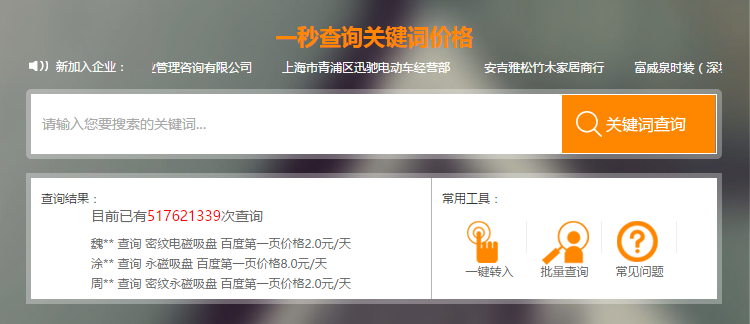 一秒查询关键词价格
新加入企业： 管理咨询有限公司 上海市青浦区迅驰电动车经营部 安吉雅松竹木家居商行 富威泉时装（深圳
请输入您要搜索的关键词... 关键词查询
查询结果：
目前已有517621339次查询
魏** 查询 密纹电磁吸盘 百度第一页价格2.0元/天
涂** 查询 永磁吸盘 百度第一页价格8.0元/天
周** 查询 密纹永磁吸盘 百度第一页价格2.0元/天
常用工具：
一键转入 批量查询 常见问题